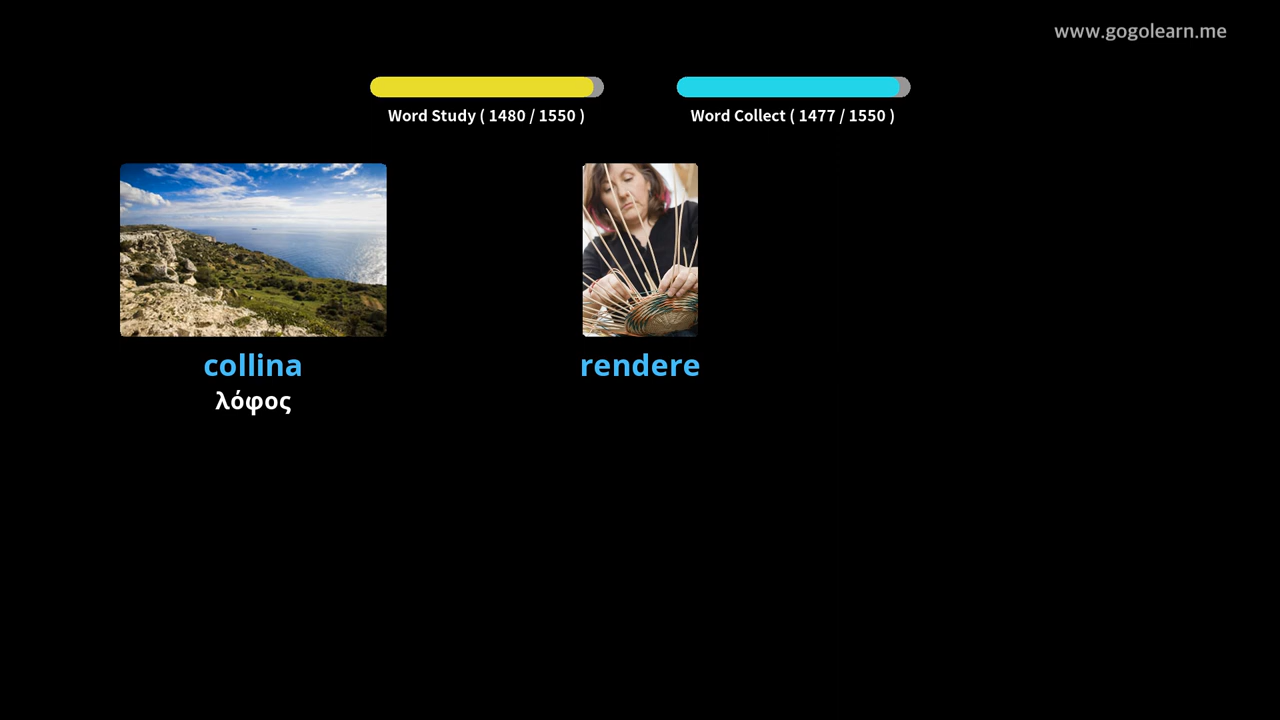 www.gogolearn.me
Word Study ( 1480 / 1550 )
Word Collect ( 1477 / 1550 )
collina
λόφος
rendere